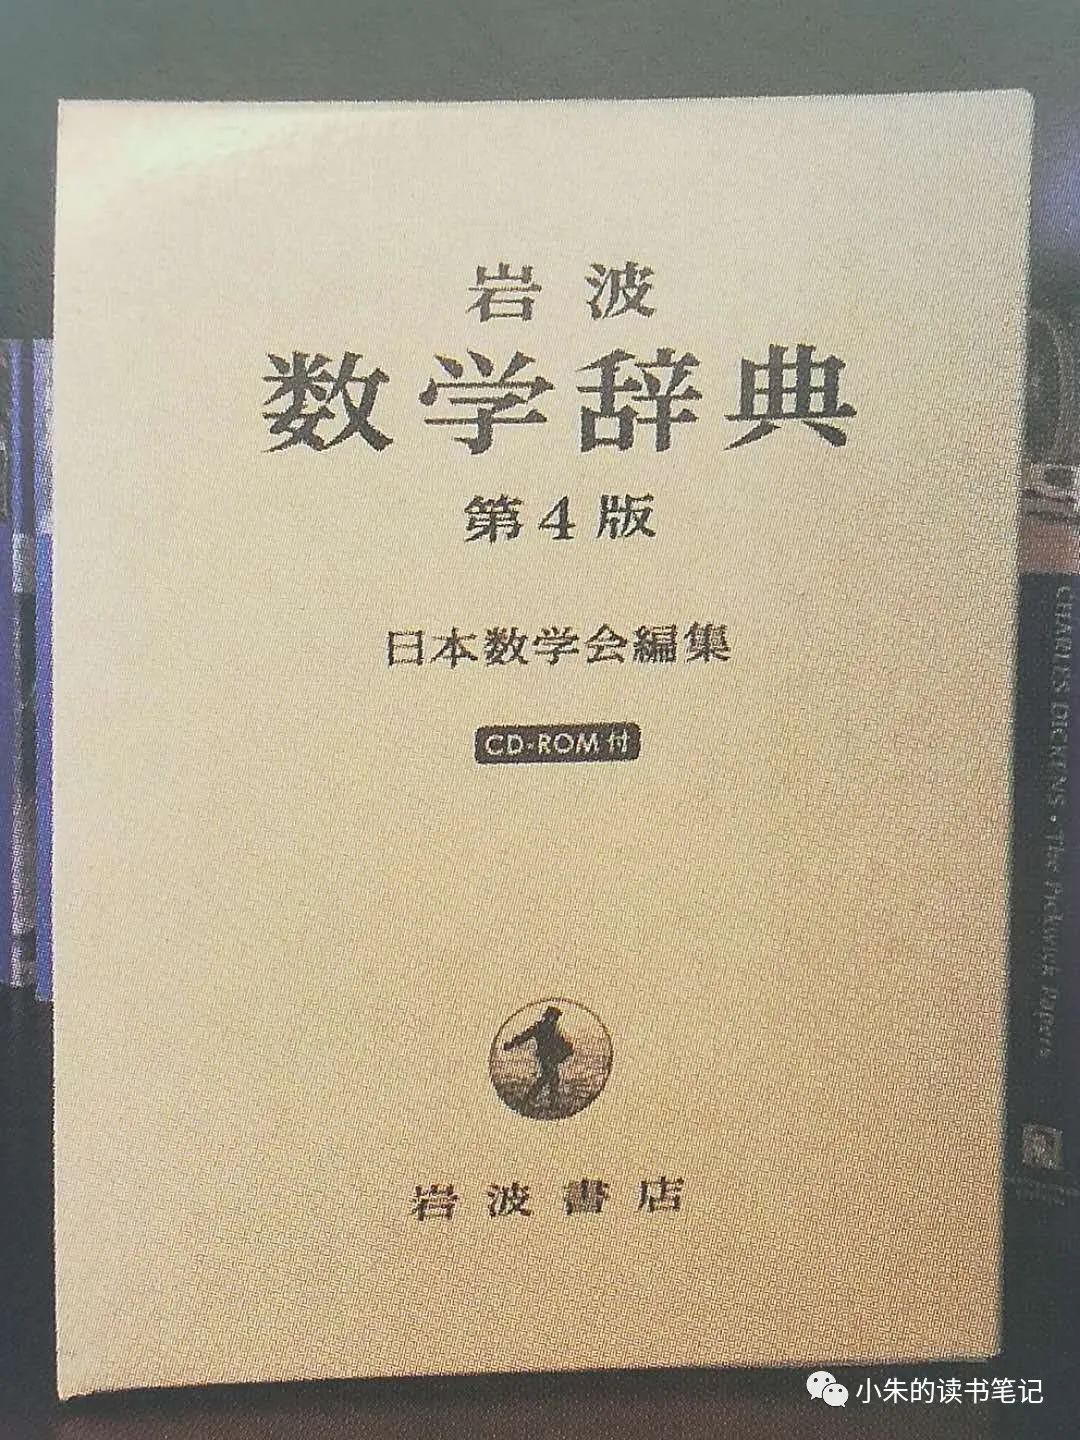 岩波
数学辞典
第4版
日本数学会編集
CD-ROM付
岩波書店
CHARLES DICKENS • The Pickwick Papers
小朱的读书笔记